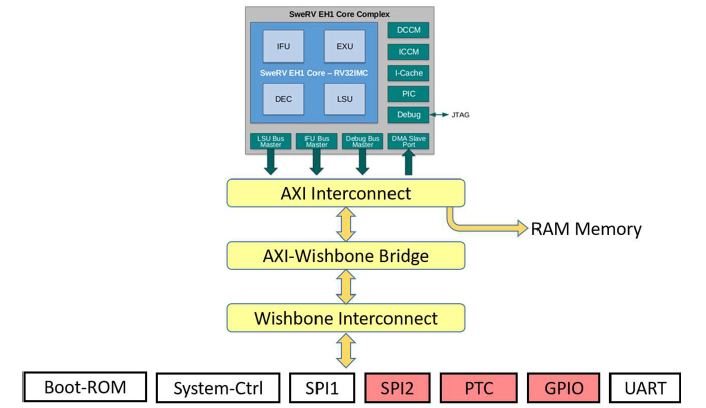 SweRV EH1 Core Complex
IFU
EXU
SweRV EH1 Core – RV32IMC
DEC
LSU
DCCM
ICCM
I-Cache
PIC
Debug
JTAG
LSU Bus
Master
IFU Bus
Master
Debug Bus
Master
DMA Slave
Port
AXI Interconnect
RAM Memory
AXI-Wishbone Bridge
Wishbone Interconnect
Boot-ROM
System-Ctrl
SPI1
SPI2
PTC
GPIO
UART